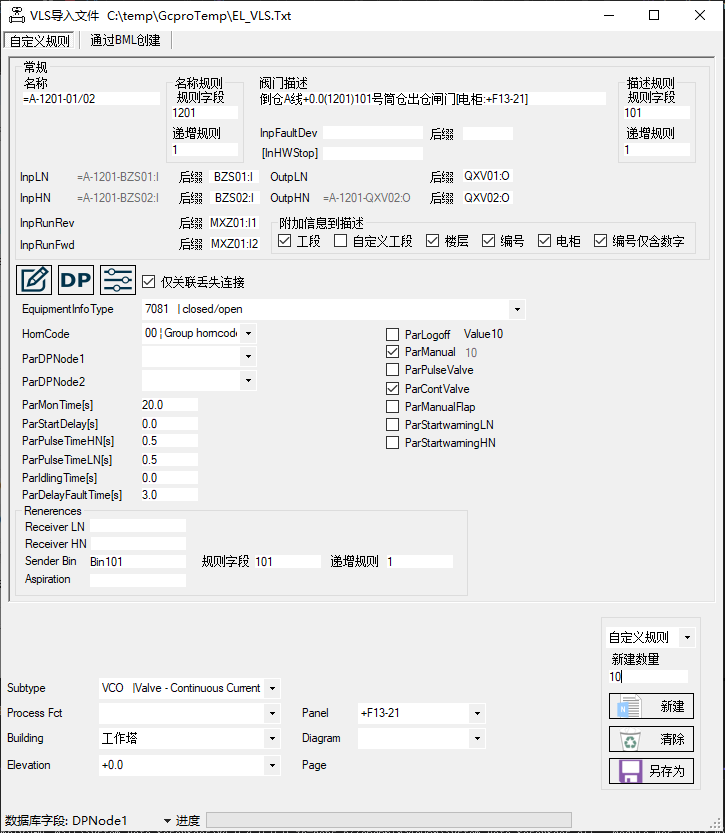 VLS导入文件 C:\temp\GcproTemp\EL_VLS.Txt
自定义规则 通过BML创建
常规
名称 名称规则 阀门描述 描述规则
=A-1201-01/02 规则字段 倒仓A线+0.0(1201)101号筒仓出仓闸门[电柜:+F13-21] 规则字段
1201 101
递增规则 InpFaultDev 后缀 递增规则
1 [InHWStop] 1
InpLN =A-1201-BZS01:I 后缀 BZS01:I OutpLN 后缀 QXV01:O
InpHN =A-1201-BZS02:I 后缀 BZS02:I OutpHN =A-1201-QXV02:O 后缀 QXV02:O
InpRunRev 后缀 MXZ01:I1 附加信息到描述
InpRunFwd 后缀 MXZ01:I2 工段 自定义工段 楼层 编号 电柜 编号仅含数字
DP 仅关联丢失连接
EquipmentInfoType 7081 | closed/open
HornCode 00 ¦ Group horncode ParLogoff Value10
ParDPNode1 ParManual 10
ParDPNode2 ParPulseValve
ParContValve
ParMonTime[s] 20.0 ParManualFlap
ParStartDelay[s] 0.0 ParStartwarningLN
ParPulseTimeHN[s] 0.5 ParStartwarningHN
ParPulseTimeLN[s] 0.5
ParIdlingTime[s] 0.0
ParDelayFaultTime[s] 3.0
Renerences
Receiver LN
Receiver HN
Sender Bin Bin101 规则字段 101 递增规则 1
Aspiration
自定义规则
新建数量
10
Subtype VCO |Valve - Continuous Current
新建
Process Fct Panel +F13-21
Building 工作塔 Diagram 清除
Elevation +0.0 Page 另存为
数据库字段: DPNode1 进度